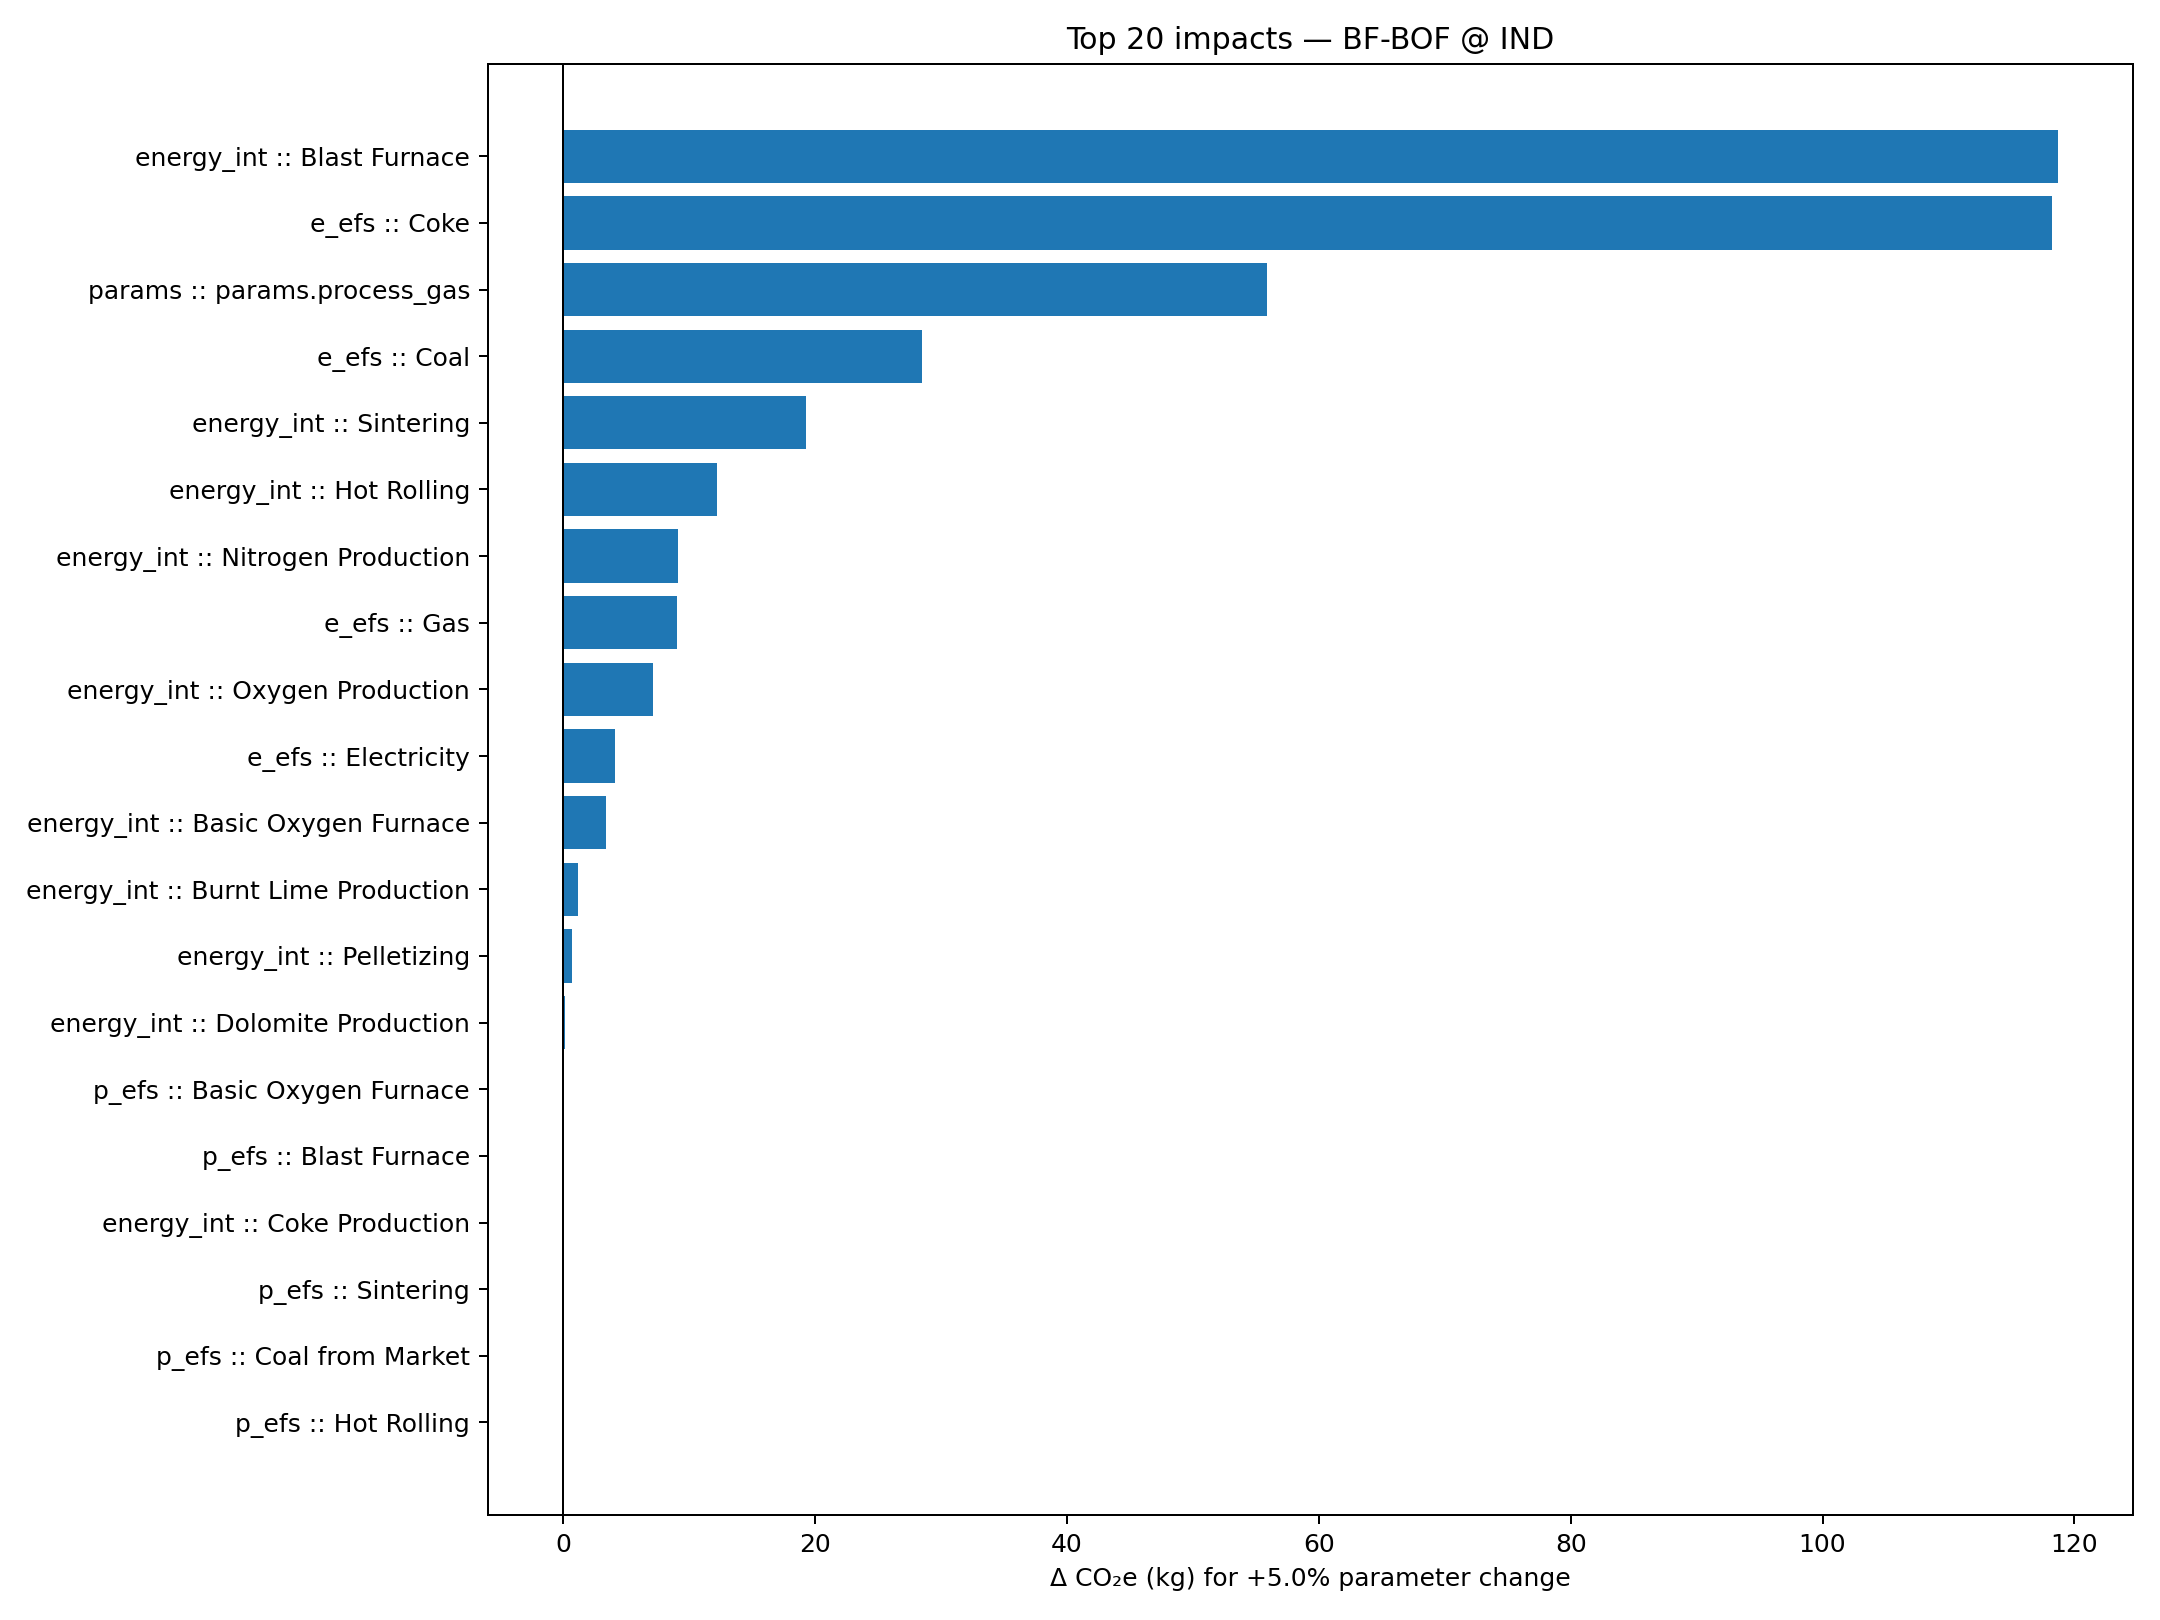 Top 20 impacts — BF-BOF @ IND
energy_int :: Blast Furnace
e_efs :: Coke
params :: params.process_gas
e_efs :: Coal
energy_int :: Sintering
energy_int :: Hot Rolling
energy_int :: Nitrogen Production
e_efs :: Gas
energy_int :: Oxygen Production
e_efs :: Electricity
energy_int :: Basic Oxygen Furnace
energy_int :: Burnt Lime Production
energy_int :: Pelletizing
energy_int :: Dolomite Production
p_efs :: Basic Oxygen Furnace
p_efs :: Blast Furnace
energy_int :: Coke Production
p_efs :: Sintering
p_efs :: Coal from Market
p_efs :: Hot Rolling
0 20 40 60 80 100 120
Δ CO₂e (kg) for +5.0% parameter change